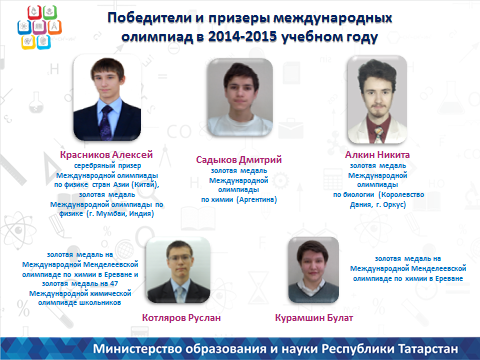 Победители и призеры международных
олимпиад в 2014-2015 учебном году
Красников Алексей
серебряный призер
Международной олимпиады
по физике стран Азии (Китай),
золотая медаль
Международной олимпиады по
физике (г. Мумбаи, Индия)
Садыков Дмитрий
золотая медаль
Международной
олимпиады
по химии (Аргентина)
Алкин Никита
золотая медаль
Международной
олимпиады
по биологии (Королевство
Дания, г. Орхус)
золотая медаль на
Международной Менделеевской
олимпиаде по химии в Ереване и
золотая медаль на 47
Международной химической
олимпиаде школьников
Котляров Руслан
Курамшин Булат
золотая медаль на
Международной Менделеевской
олимпиаде по химии в Ереване
Министерство образования и науки Республики Татарстан